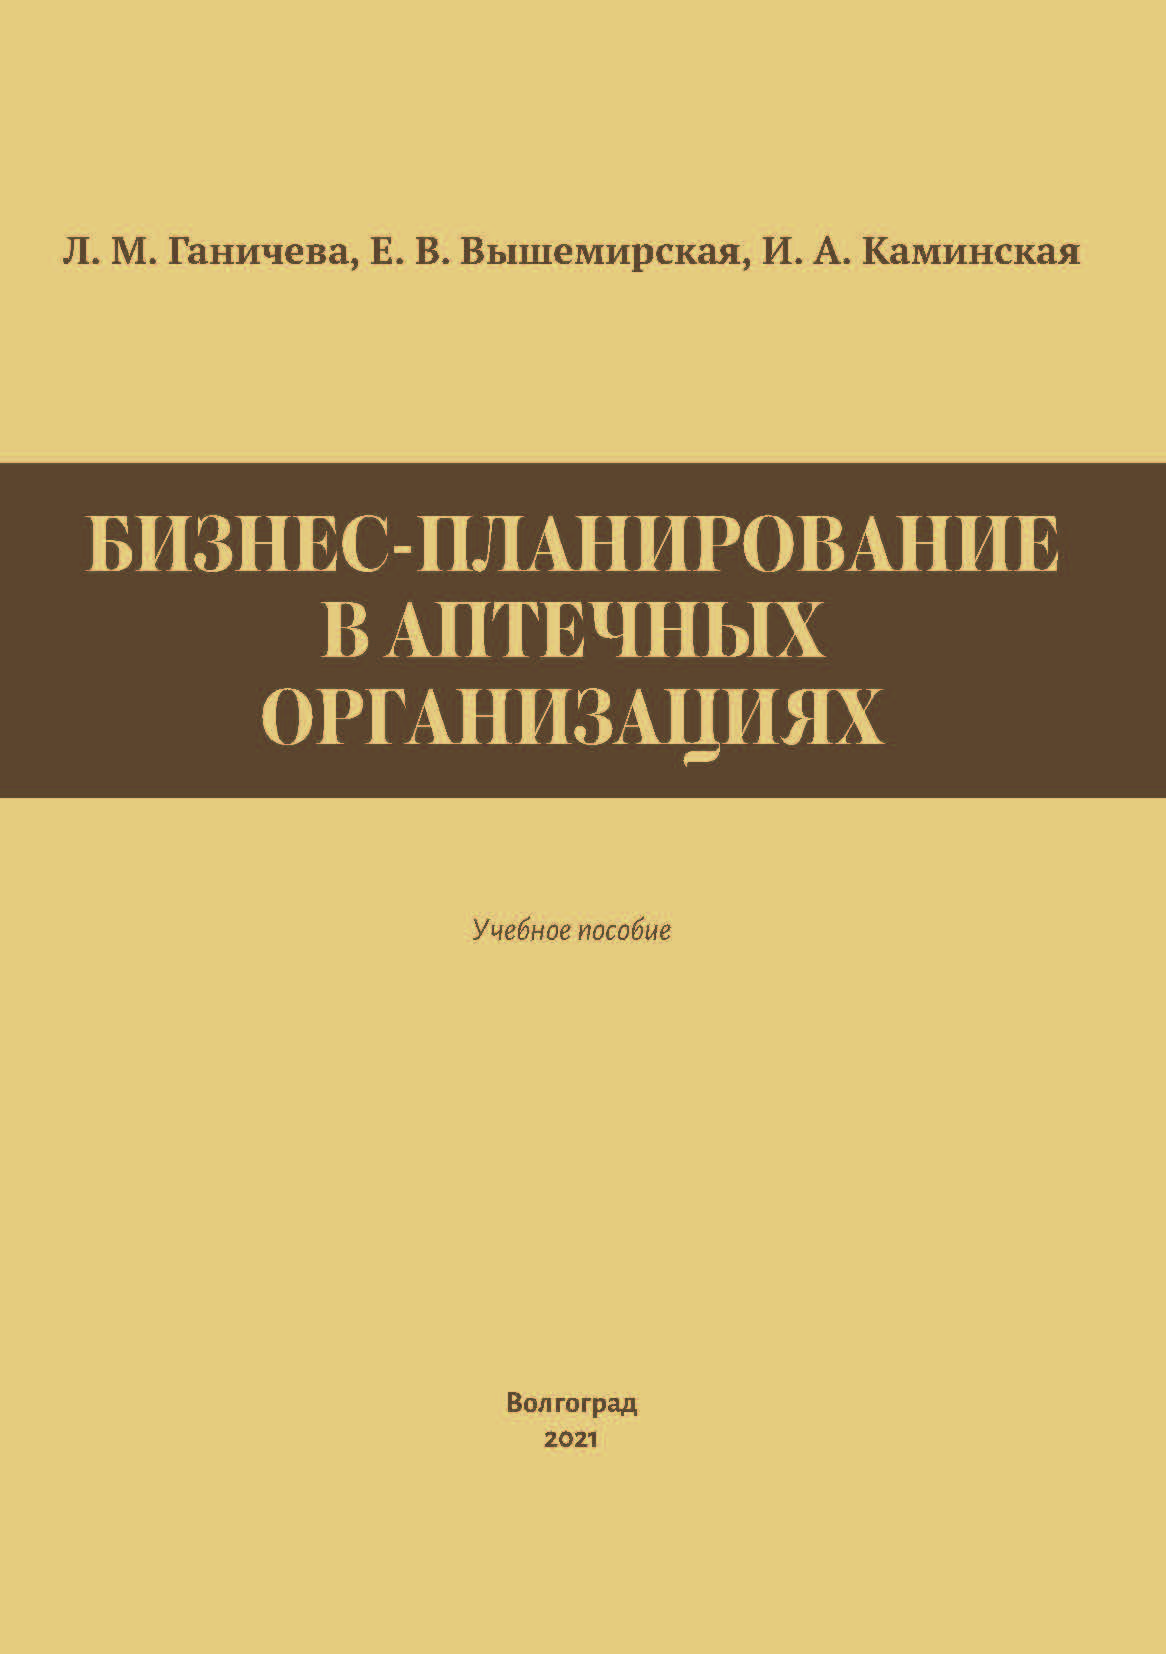 Л. М. Ганичева, Е. В. Вышемирская, И. А. Каминская
БИЗНЕС-ПЛАНИРОВАНИЕ
В АПТЕЧНЫХ
ОРГАНИЗАЦИЯХ
Учебное пособие
Волгоград
2021